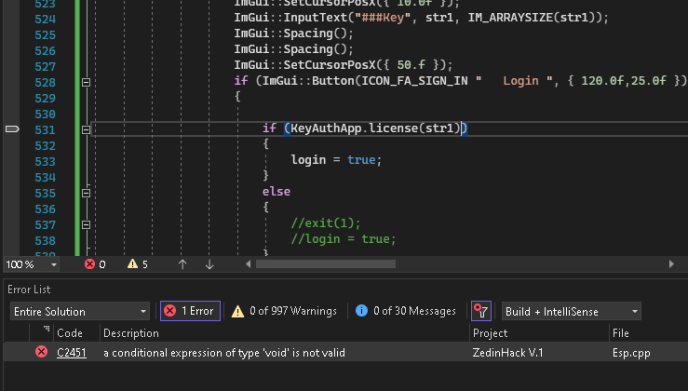 523 ImGui::SetCursorPosX({ 10.0f });
524 ImGui::InputText("###Key", str1, IM_ARRAYSIZE(str1));
525 ImGui::Spacing();
526 ImGui::Spacing();
527 ImGui::SetCursorPosX({ 50.f });
528 if (ImGui::Button(ICON_FA_SIGN_IN "   Login ", { 120.0f,25.0f })
529 {
530
531 if (KeyAuthApp.license(str1))
532 {
533 login = true;
534 }
535 else
536 {
537 //exit(1);
538 //login = true;
539 }
100 % 0 5
Error List
Entire Solution 1 Error 0 of 997 Warnings 0 of 30 Messages Build + IntelliSense
Code Description Project File
C2451 a conditional expression of type 'void' is not valid ZedinHack V.1 Esp.cpp